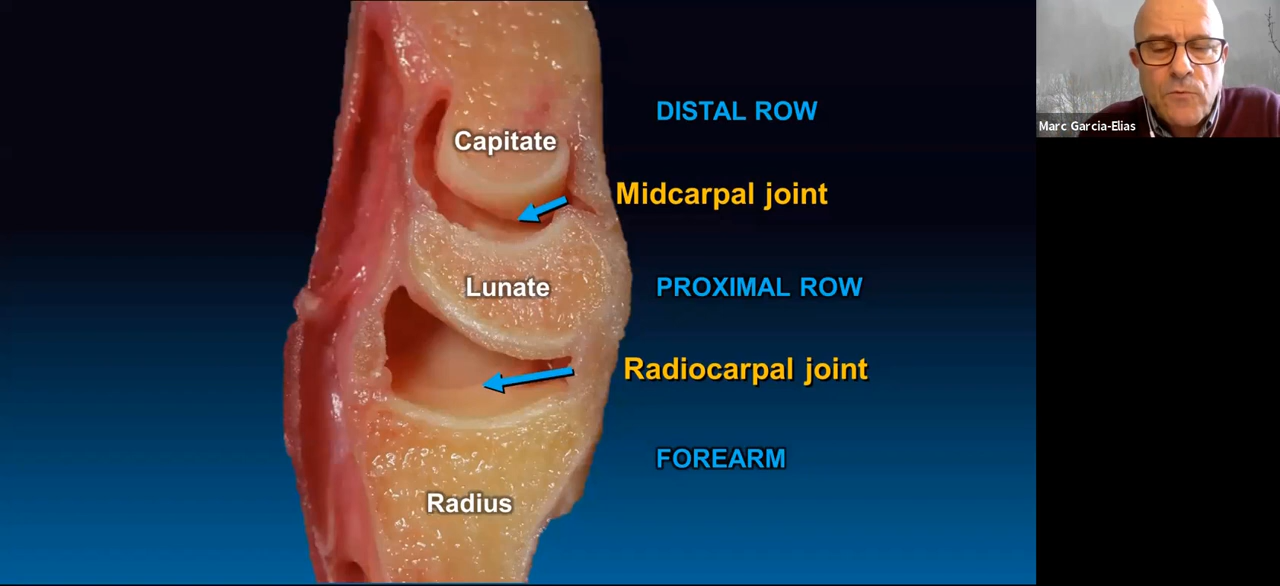 DISTAL ROW
Capitate
Midcarpal joint
Lunate
PROXIMAL ROW
Radiocarpal joint
FOREARM
Radius
Marc Garcia-Elias